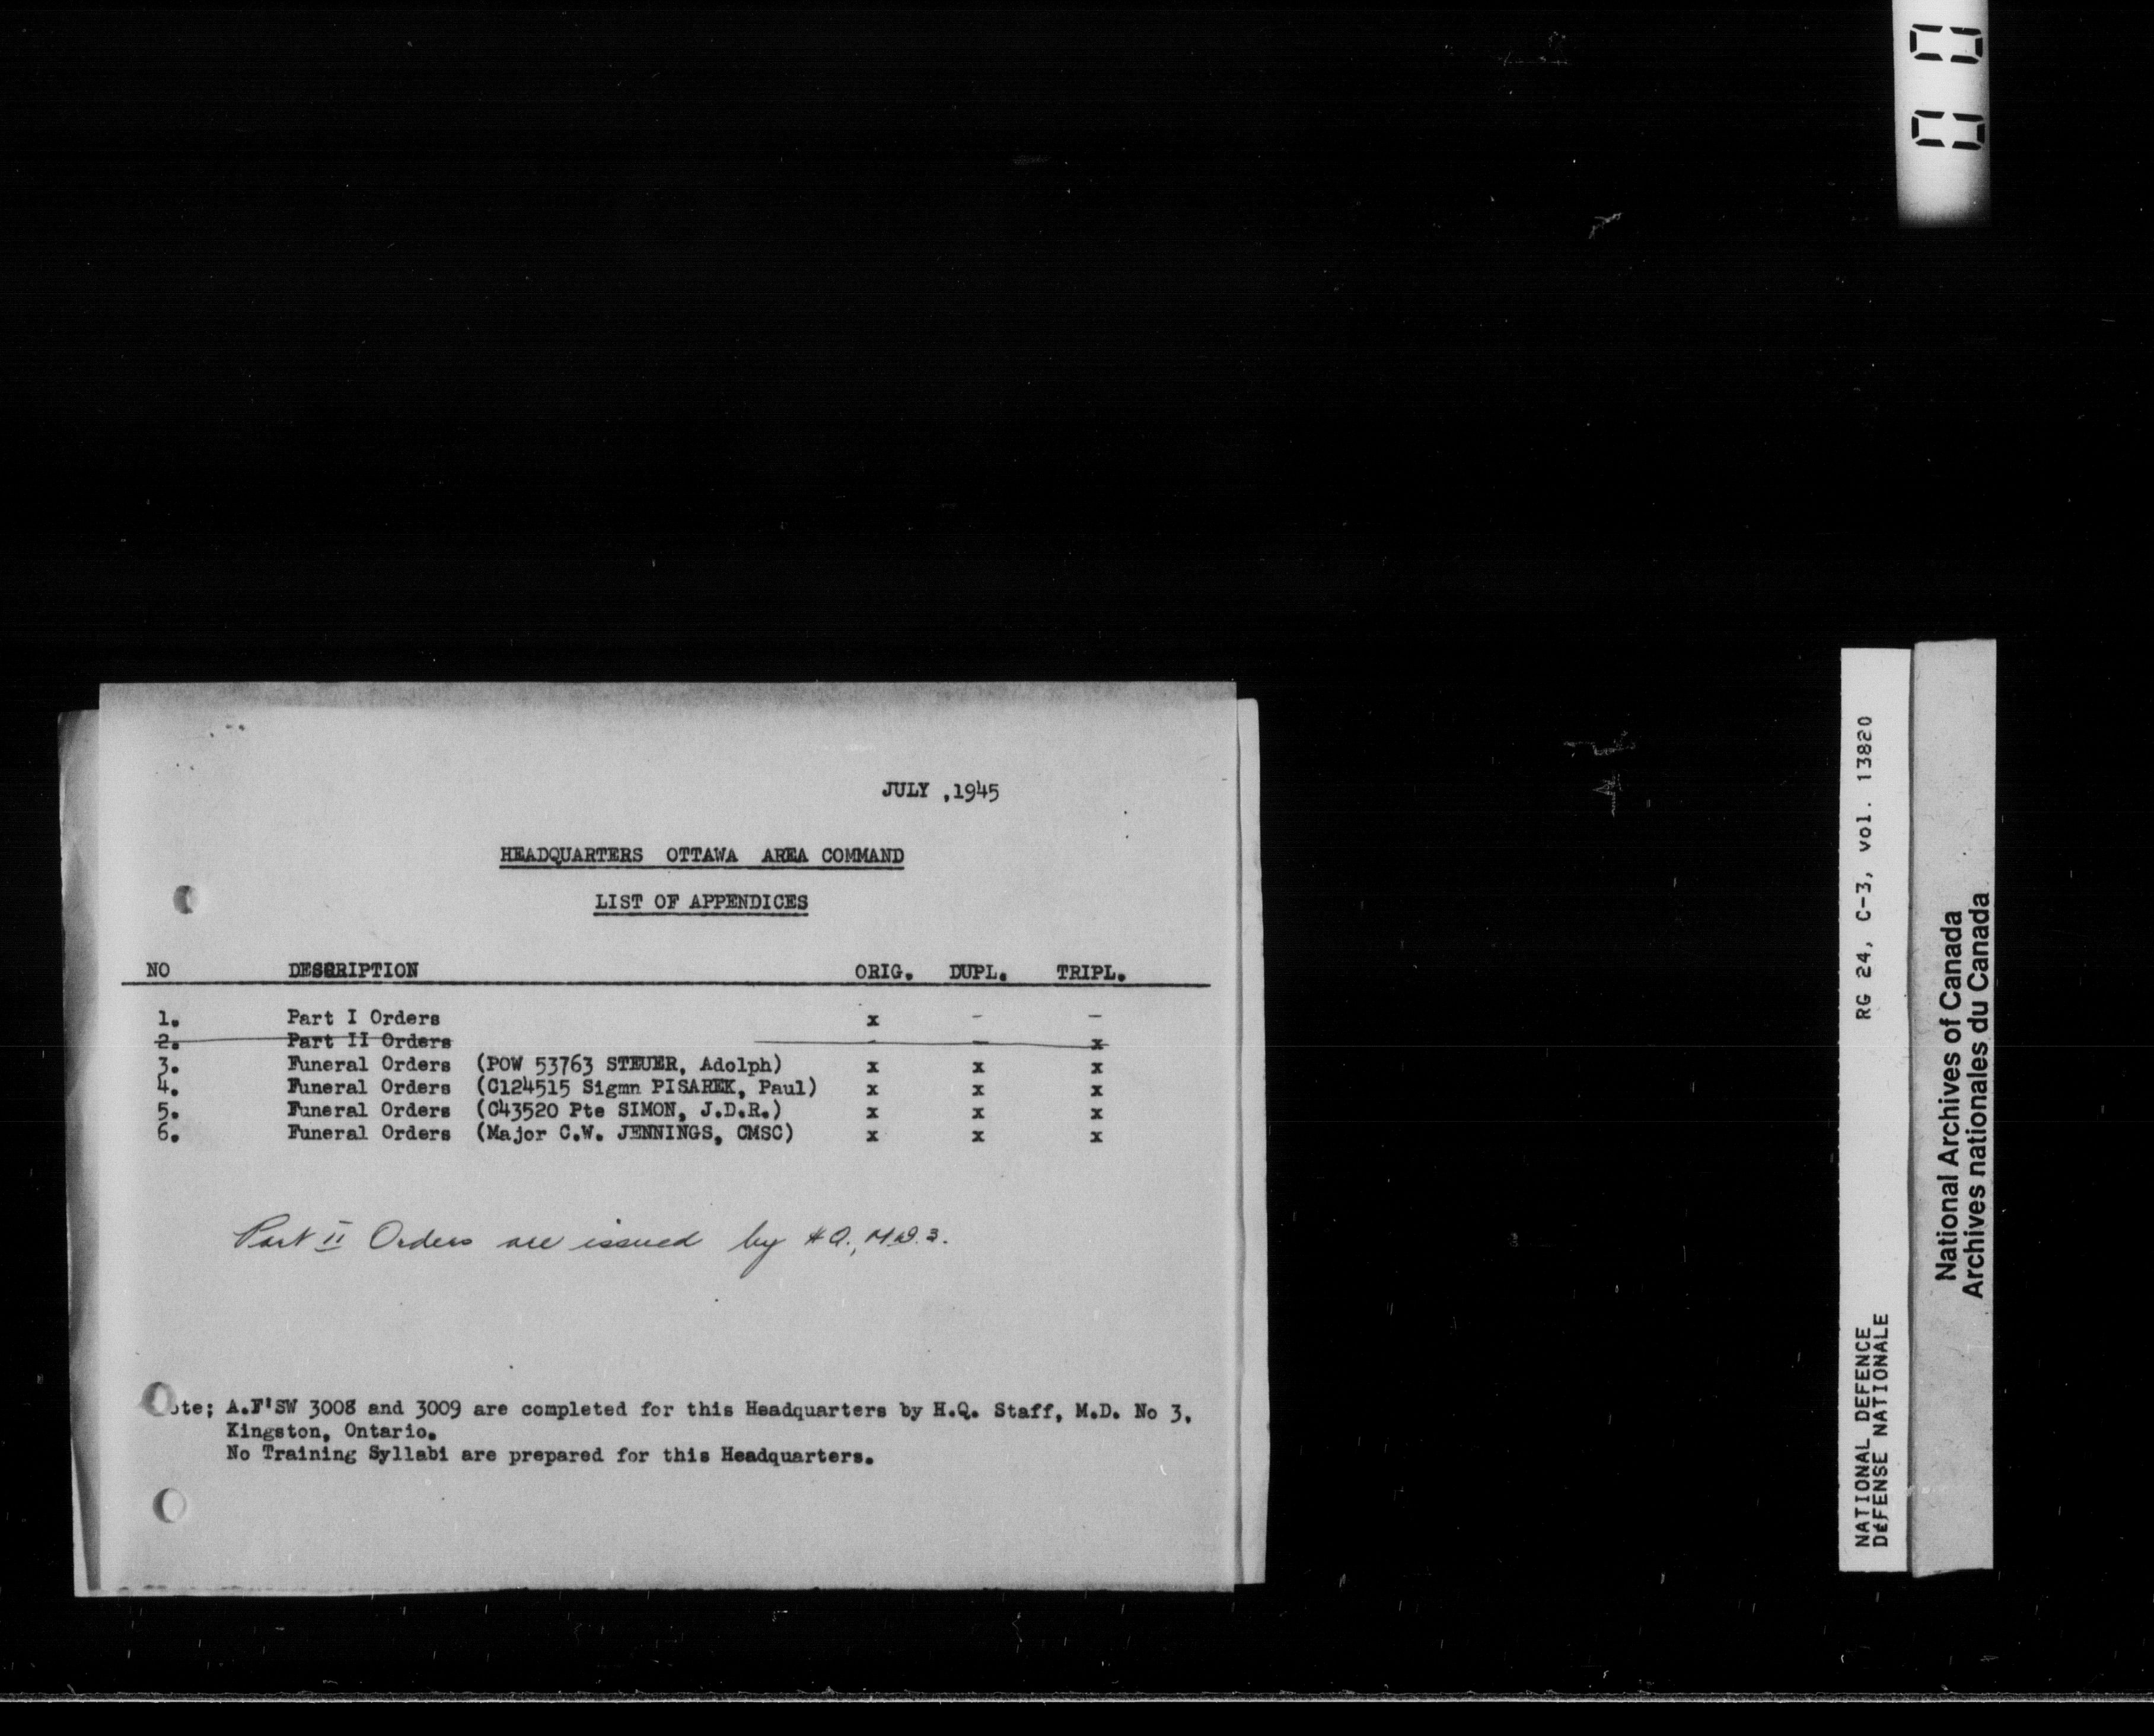 JULY ,1945
HEADQUARTERS OTTAWA AREA COMMAND
LIST OF APPENDICES
NO DESCRIPTION ORIG. DUPL. TRIPL.
1. Part I Orders x - -
2. Part II Orders - - x
3. Funeral Orders (POW 53763 STEUER, Adolph) x x x
4. Funeral Orders (C124515 Sigmn PISAREK, Paul) x x x
5. Funeral Orders (C43520 Pte SIMON, J.D.R.) x x x
6. Funeral Orders (Major C.W. JENNINGS, CMSC) x x x
Part II Orders are issued by H.Q., M.D. 3.
ote; A.F'SW 3008 and 3009 are completed for this Headquarters by H.Q. Staff, M.D. No 3,
Kingston, Ontario.
No Training Syllabi are prepared for this Headquarters.
NATIONAL DEFENCE RG 24, C-3, vol. 13820
DÉFENSE NATIONALE
National Archives of Canada
Archives nationales du Canada